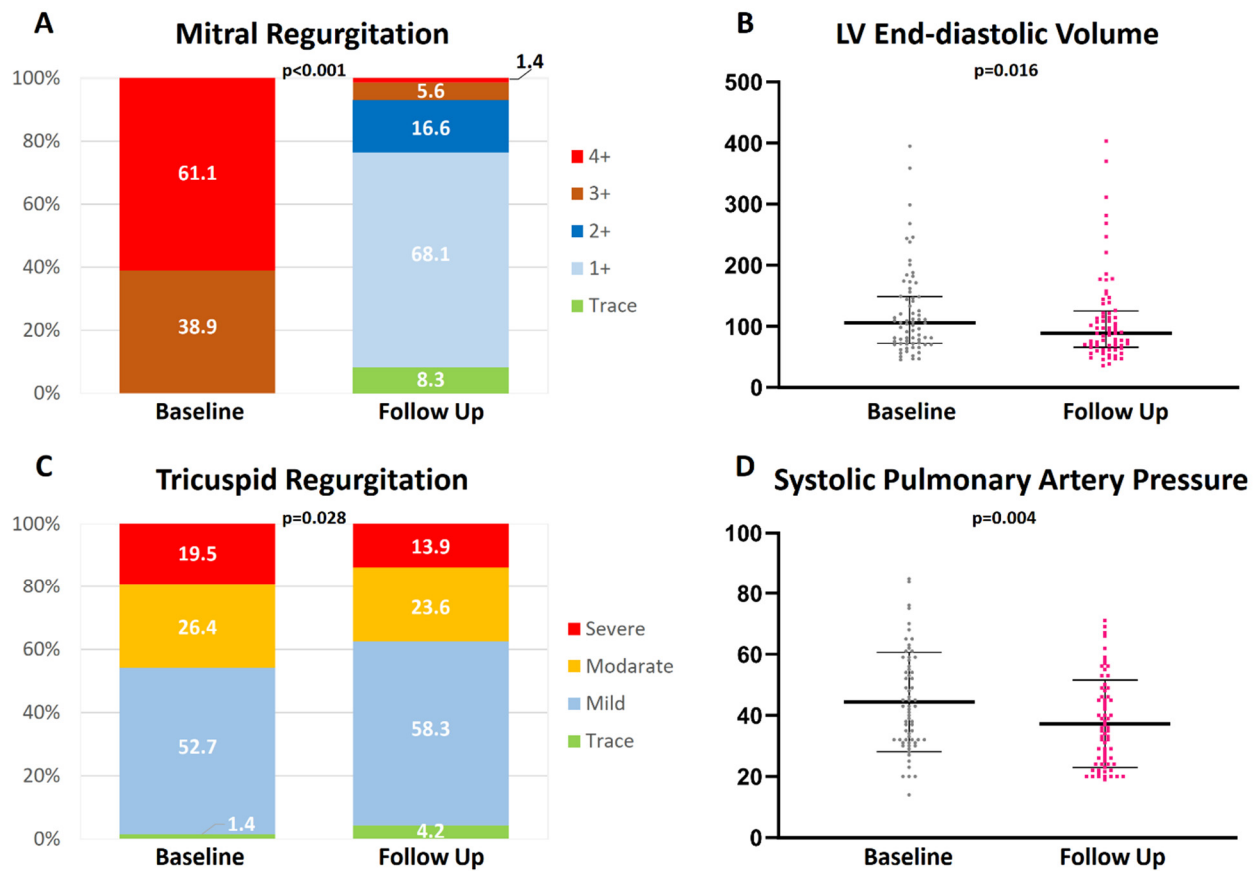 A
Mitral Regurgitation
p<0.001
1.4
100%
80%
60%
40%
20%
0%
61.1
38.9
5.6
16.6
68.1
8.3
4+
3+
2+
1+
Trace
Baseline
Follow Up
B
LV End-diastolic Volume
p=0.016
500
400
300
200
100
0
Baseline
Follow Up
C
Tricuspid Regurgitation
p=0.028
100%
80%
60%
40%
20%
0%
19.5
26.4
52.7
1.4
13.9
23.6
58.3
4.2
Severe
Modarate
Mild
Trace
Baseline
Follow Up
D
Systolic Pulmonary Artery Pressure
p=0.004
100
80
60
40
20
0
Baseline
Follow Up